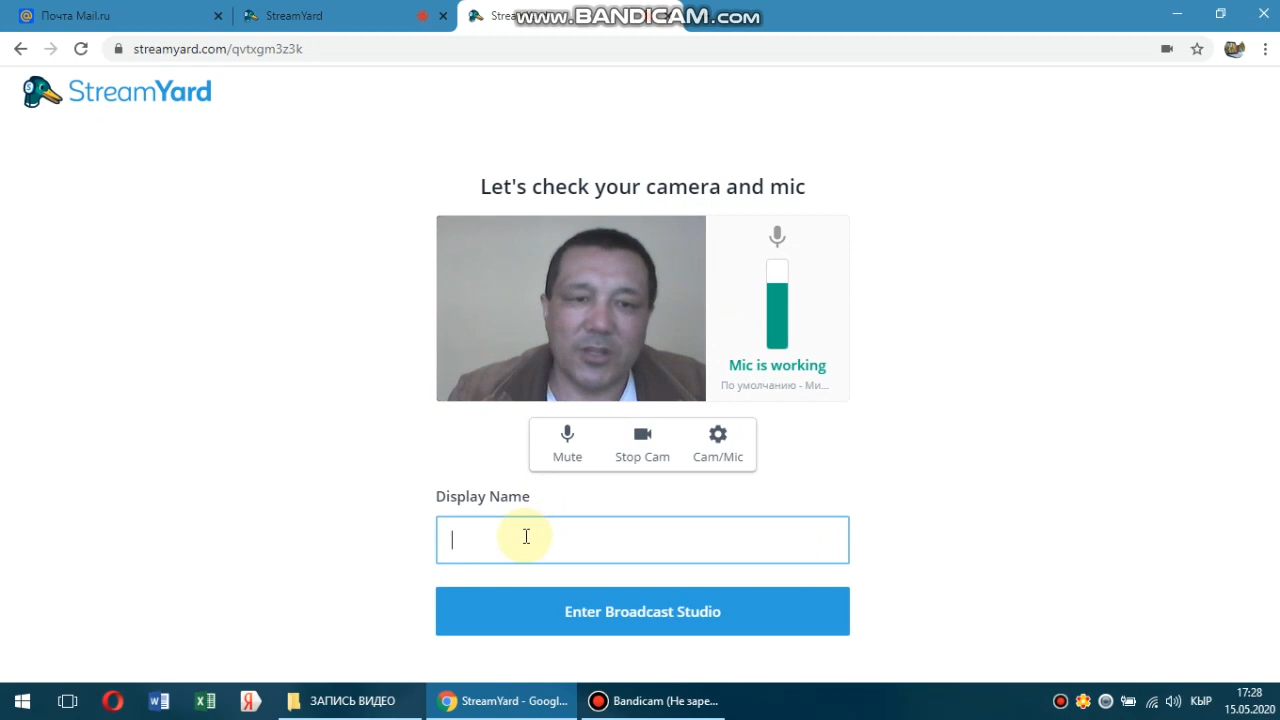 Почта Mail.ru
StreamYard
Stre
www.BANDICAM.com
streamyard.com/qvtxgm3z3k
StreamYard
Let's check your camera and mic
Mic is working
По умолчанию - Ми...
Mute
Stop Cam
Cam/Mic
Display Name
Enter Broadcast Studio
ЗАПИСЬ ВИДЕО
StreamYard - Googl...
Bandicam (Не заре...
КЫР
17:28
15.05.2020